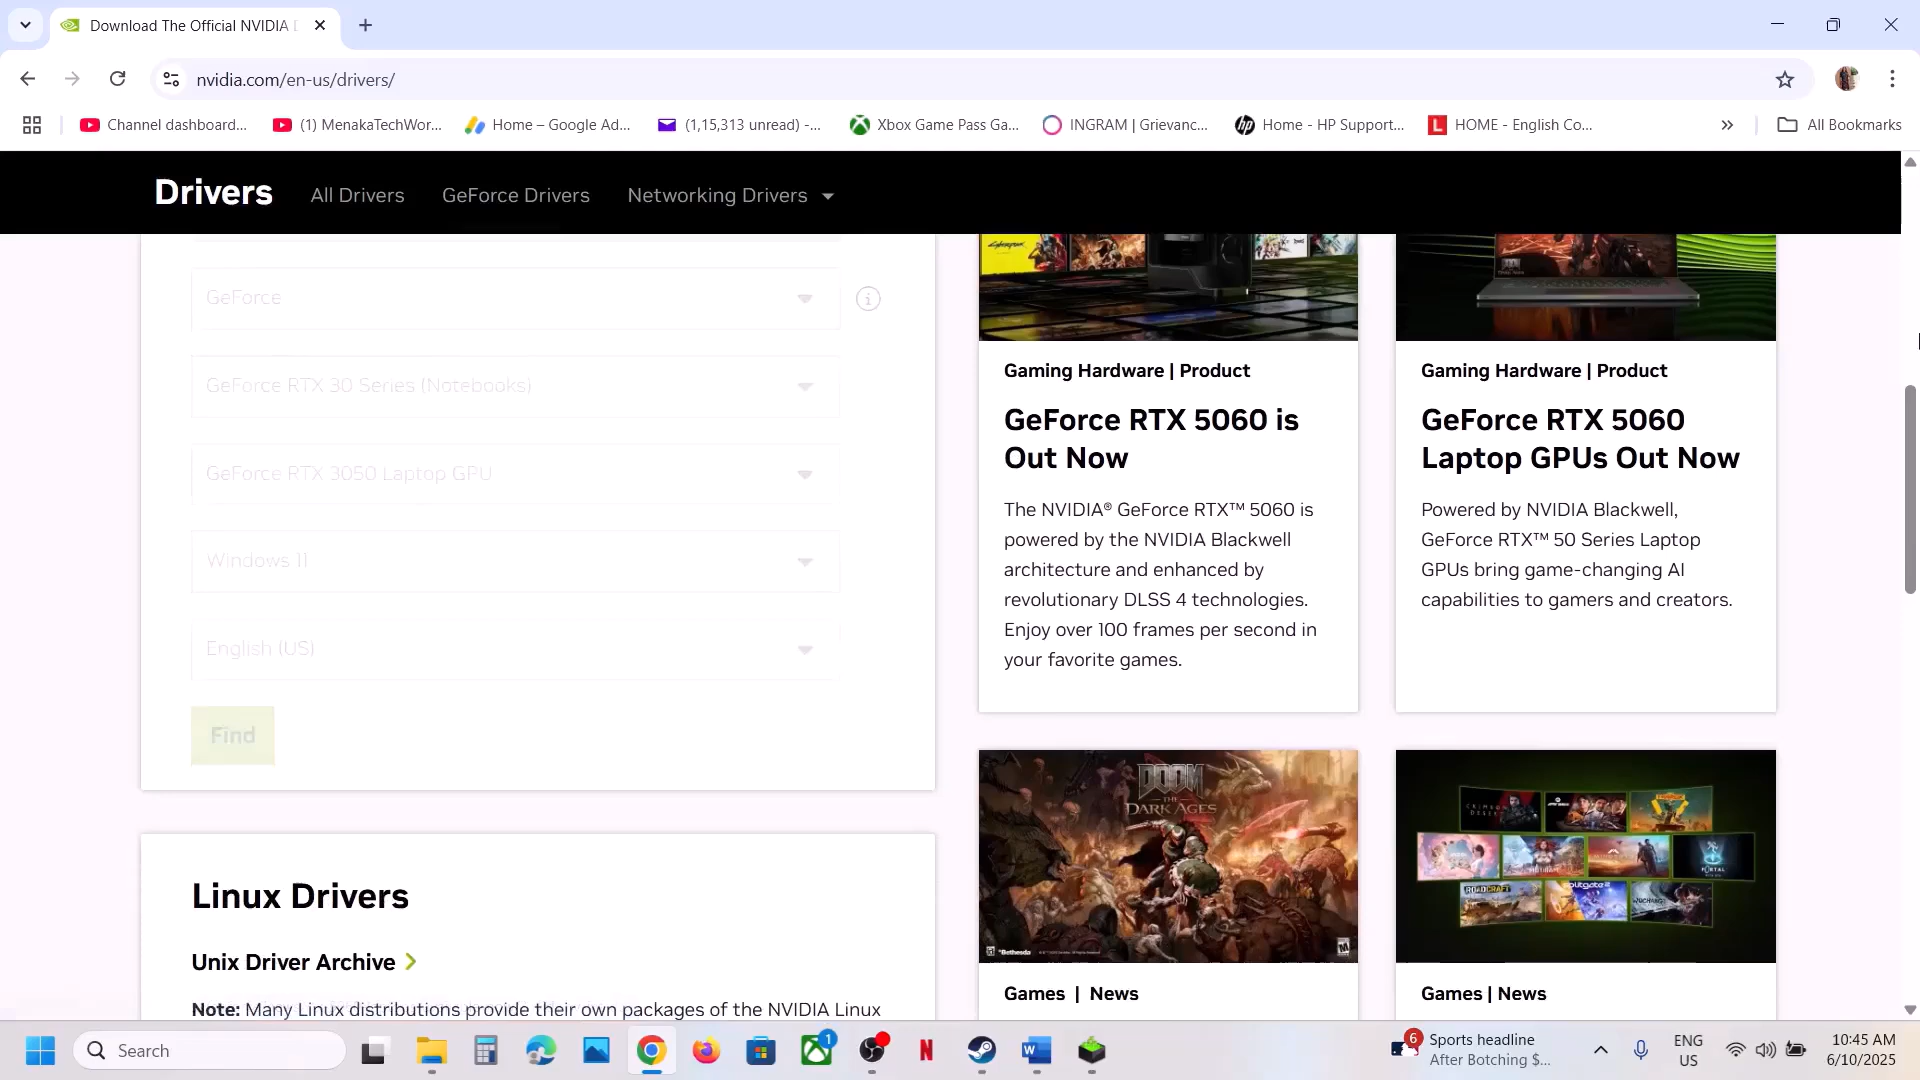 Download The Official NVIDIA D
nvidia.com/en-us/drivers/
Channel dashboard...
(1) MenakaTechWor...
Home – Google Ad...
(1,15,313 unread) -...
Xbox Game Pass Ga...
INGRAM | Grievanc...
Home - HP Support...
HOME - English Co...
All Bookmarks
Drivers
All Drivers
GeForce Drivers
Networking Drivers
GeForce
GeForce RTX 30 Series (Notebooks)
GeForce RTX 3050 Laptop GPU
Windows 11
English (US)
Find
Linux Drivers
Unix Driver Archive
Note: Many Linux distributions provide their own packages of the NVIDIA Linux
Gaming Hardware | Product
GeForce RTX 5060 is
Out Now
The NVIDIA® GeForce RTX™ 5060 is
powered by the NVIDIA Blackwell
architecture and enhanced by
revolutionary DLSS 4 technologies.
Enjoy over 100 frames per second in
your favorite games.
Gaming Hardware | Product
GeForce RTX 5060
Laptop GPUs Out Now
Powered by NVIDIA Blackwell,
GeForce RTX™ 50 Series Laptop
GPUs bring game-changing AI
capabilities to gamers and creators.
DOOM
THE
DARK AGES
Bethesda
Games | News
ROADCRAFT
Games | News
Search
1
6
Sports headline
After Botching $...
ENG
US
10:45 AM
6/10/2025